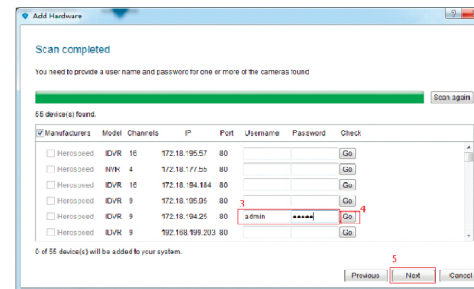 Add Hardware
Scan completed
You need to provide a user name and password for one or more of the cameras found
Scan again
55 device(s) found.
Manufacturers Model Channels IP Port Username Password Check
Herospeed IDVR 16 172.18.195.57 80 Go
Herospeed NVR 4 172.18.177.55 80 Go
Herospeed IDVR 16 172.18.194.184 80 Go
3
Herospeed IDVR 9 172.18.195.95 80 Go
4
Herospeed IDVR 9 172.18.194.25 80 admin ••••• Go
Herospeed IDVR 9 192.168.199.203 80 Go
0 of 55 device(s) will be added to your system.
5
Previous Next Cancel